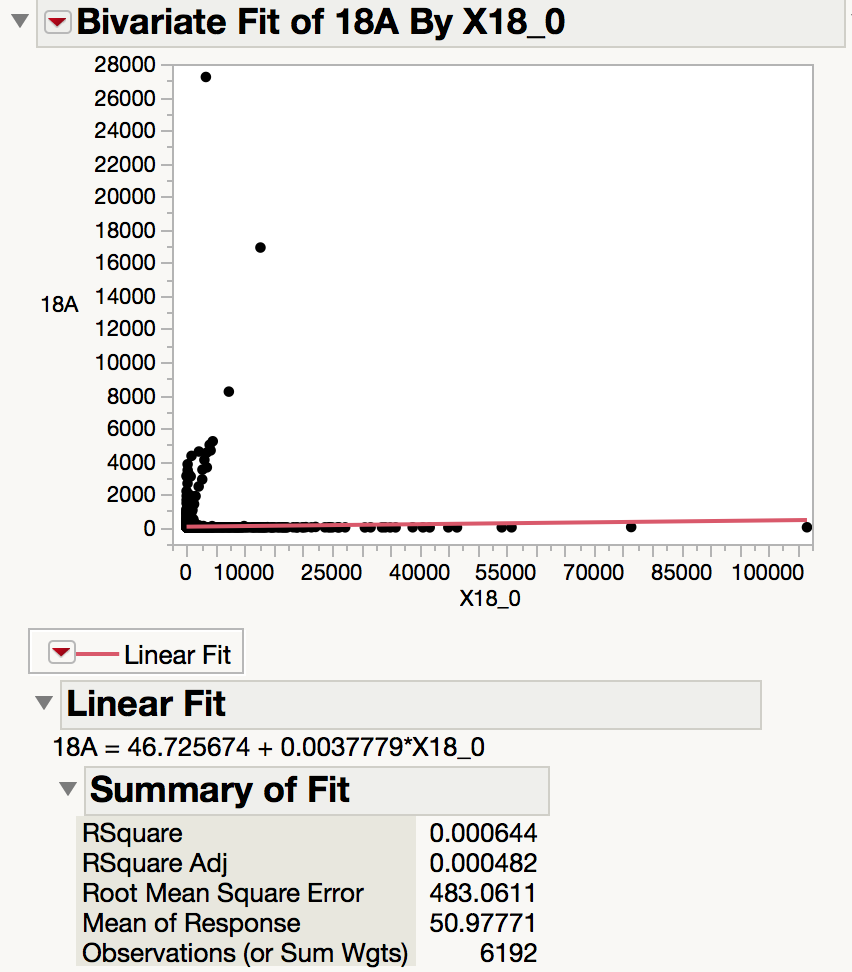 Bivariate Fit of 18A By X18_0
28000
26000
24000
22000
20000
18000
16000
14000
12000
10000
8000
6000
4000
2000
0
18A
0 10000 25000 40000 55000 70000 85000 100000
X18_0
Linear Fit
Linear Fit
18A = 46.725674 + 0.0037779*X18_0
Summary of Fit
RSquare 0.000644
RSquare Adj 0.000482
Root Mean Square Error 483.0611
Mean of Response 50.97771
Observations (or Sum Wgts) 6192